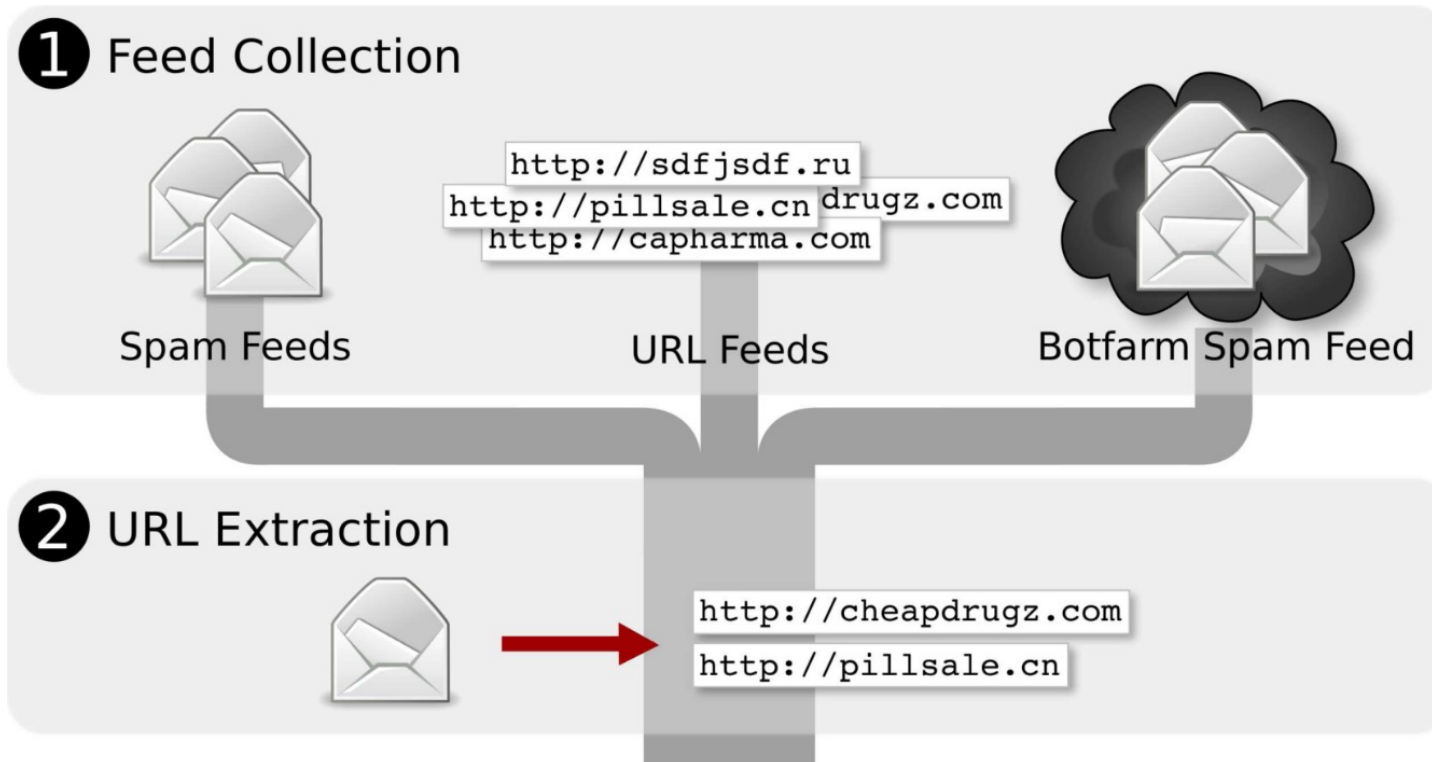 1 Feed Collection
http://sdfjsdf.ru
http://pillsale.cn drugz.com
http://capharma.com
Spam Feeds
URL Feeds
Botfarm Spam Feed
2 URL Extraction
http://cheapdrugz.com
http://pillsale.cn